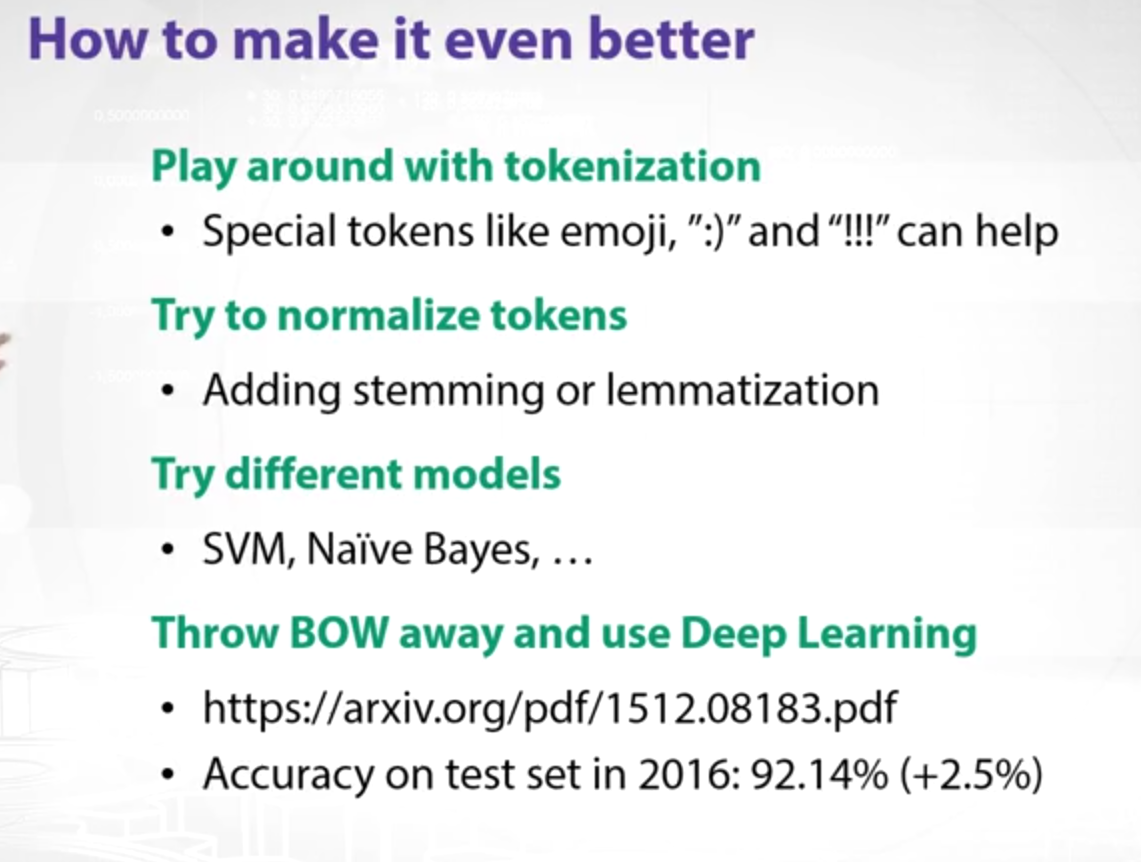 How to make it even better
Play around with tokenization
• Special tokens like emoji, ”:)” and “!!!” can help
Try to normalize tokens
• Adding stemming or lemmatization
Try different models
• SVM, Naïve Bayes, …
Throw BOW away and use Deep Learning
• https://arxiv.org/pdf/1512.08183.pdf
• Accuracy on test set in 2016: 92.14% (+2.5%)